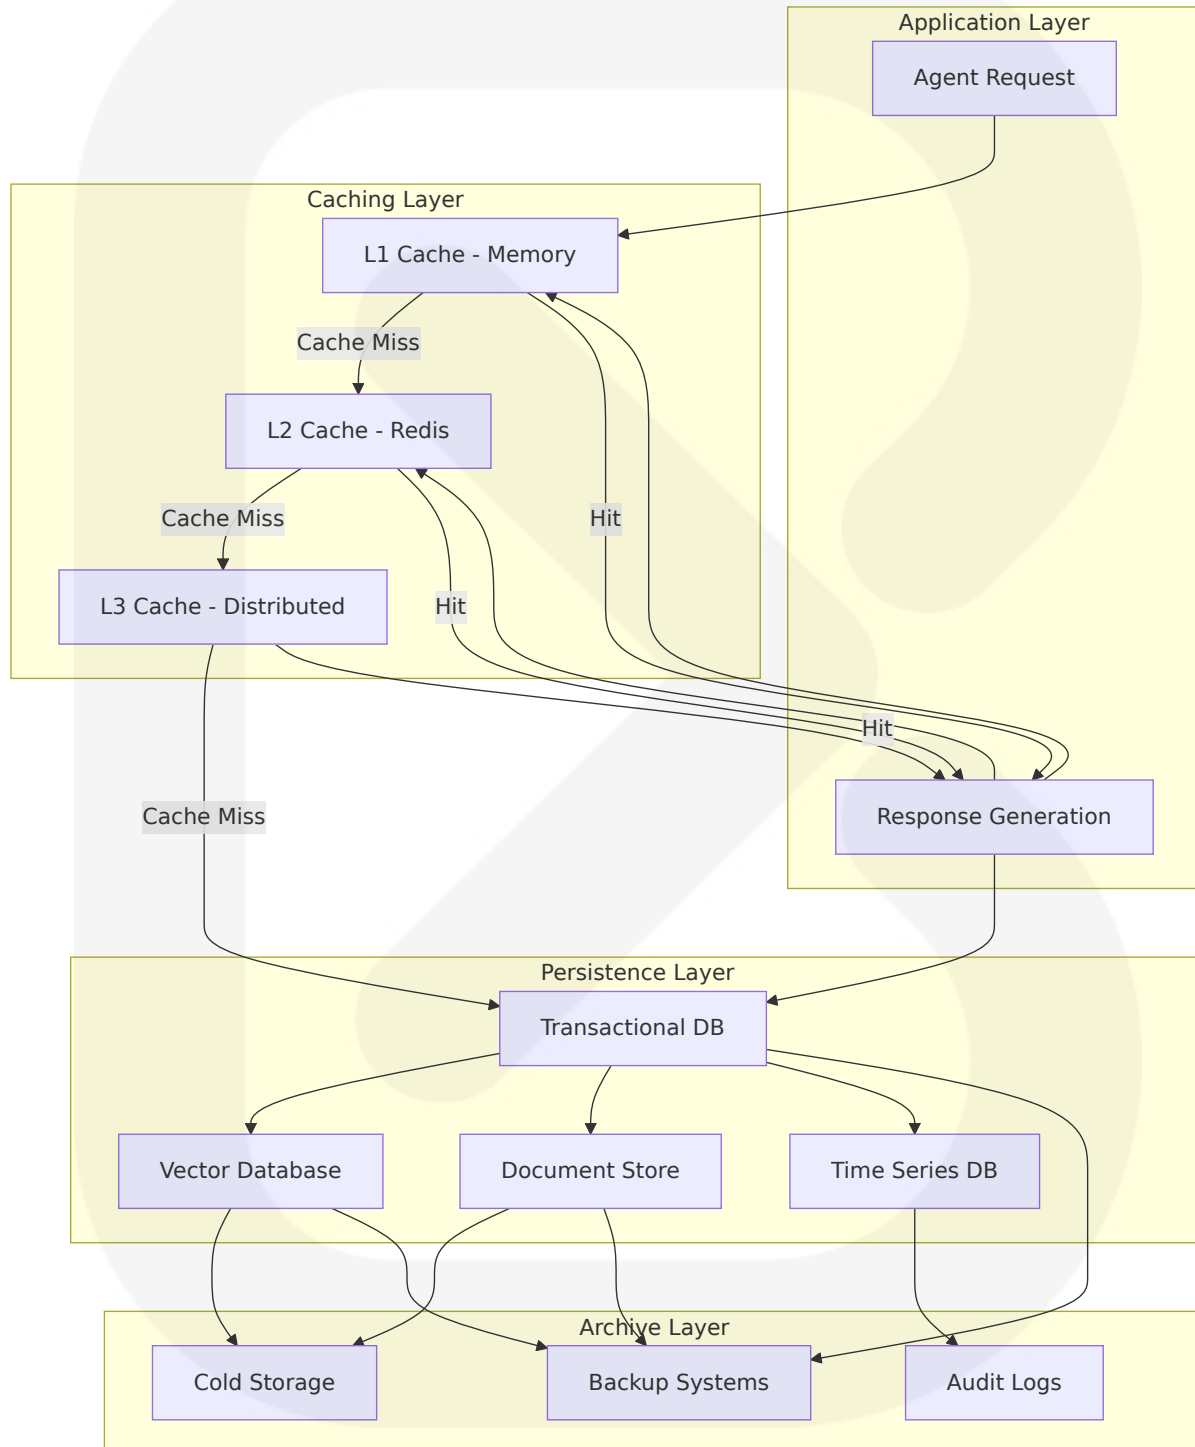 Application Layer
Agent Request
Caching Layer
L1 Cache - Memory
Cache Miss
L2 Cache - Redis
Cache Miss
Hit
L3 Cache - Distributed
Hit
Hit
Cache Miss
Response Generation
Persistence Layer
Transactional DB
Vector Database
Document Store
Time Series DB
Archive Layer
Cold Storage
Backup Systems
Audit Logs